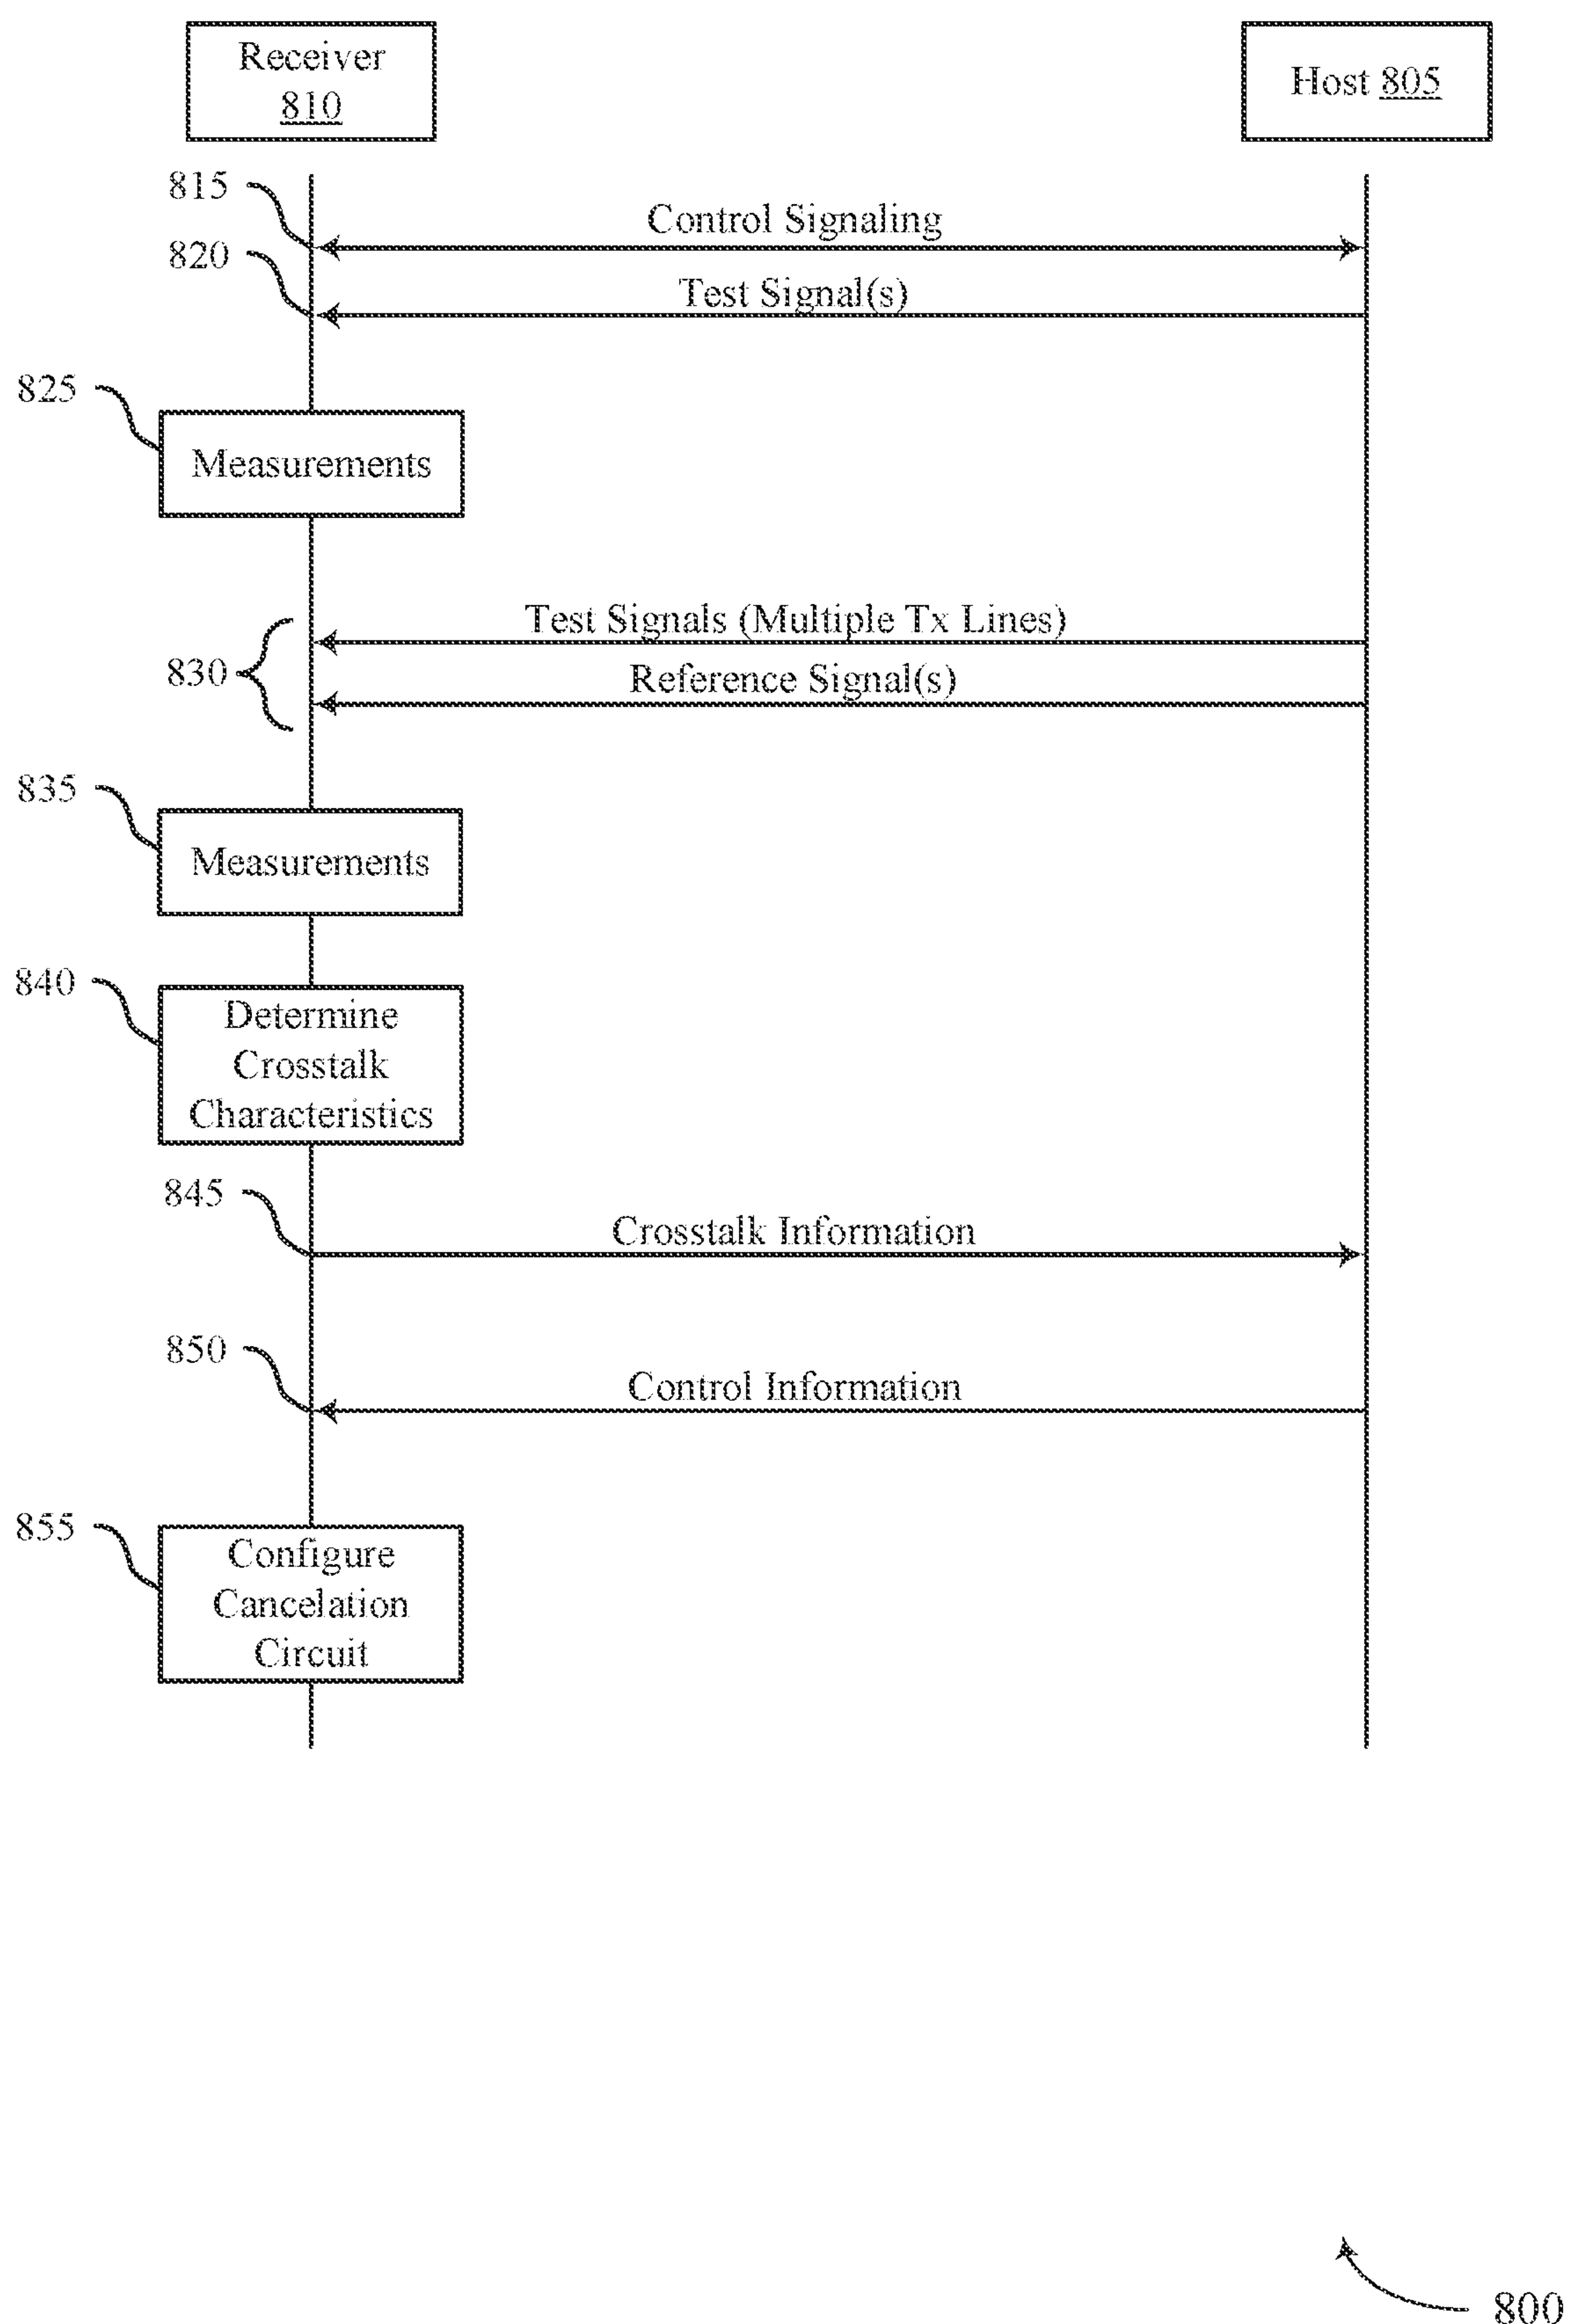 Receiver
810
Host 805
815
Control Signaling
820
Test Signal(s)
825
Measurements
Test Signals (Multiple Tx Lines)
830
Reference Signal(s)
835
Measurements
840
Determine
Crosstalk
Characteristics
845
Crosstalk Information
850
Control Information
855
Configure
Cancelation
Circuit
800